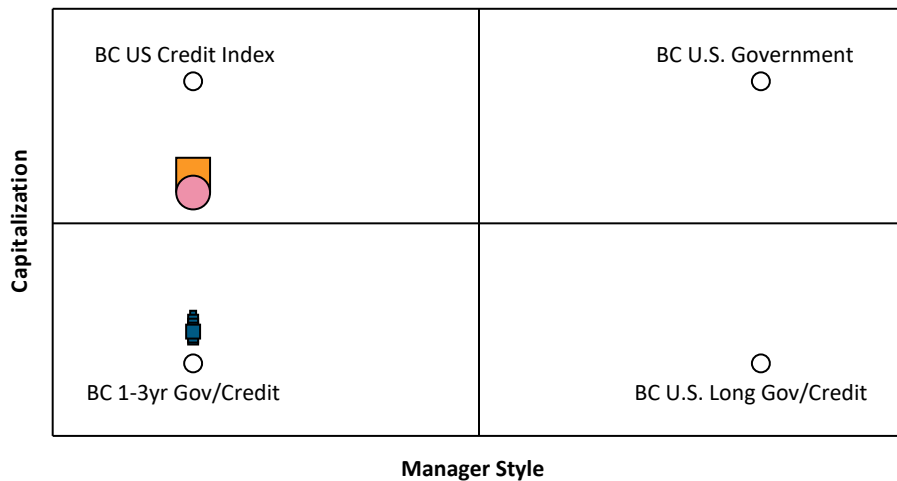 BC US Credit Index
BC U.S. Government
Capitalization
BC 1-3yr Gov/Credit
BC U.S. Long Gov/Credit
Manager Style